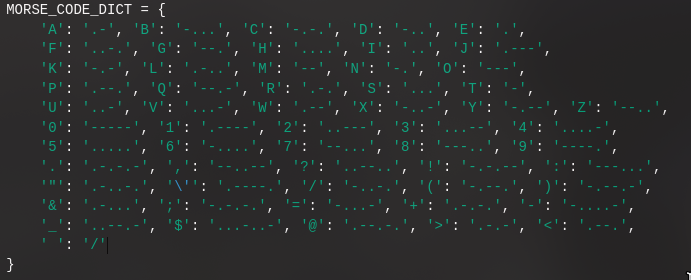 MORSE_CODE_DICT = {
    'A': '.-', 'B': '-...', 'C': '-.-.', 'D': '-..', 'E': '.',
    'F': '..-.', 'G': '--.', 'H': '....', 'I': '..', 'J': '.---',
    'K': '-.-', 'L': '.-..', 'M': '--', 'N': '-.', 'O': '---',
    'P': '.--.', 'Q': '--.-', 'R': '.-.', 'S': '...', 'T': '-',
    'U': '..-', 'V': '...-', 'W': '.--', 'X': '-..-', 'Y': '-.--', 'Z': '--..',
    '0': '-----', '1': '.----', '2': '..---', '3': '...--', '4': '....-',
    '5': '.....', '6': '-....', '7': '--...', '8': '---..', '9': '----.',
    '.': '.-.-.-', ',': '--..--', '?': '..--..', '!': '-.-.--', ':': '---...',
    '"': '.-..-.', '\'': '.----.', '/': '-..-.', '(': '-.--.', ')': '-.--.-',
    '&': '.-...', ';': '-.-.-.', '=': '-...-', '+': '.-.-.', '-': '-....-',
    '_': '..--.-', '$': '...-..-', '@': '.--.-.', '>': '.-.-', '<': '.--.',
    ' ': '/'
}